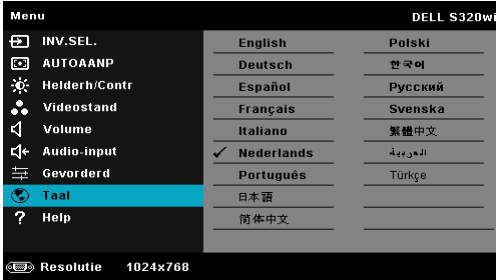 Menu DELL S320wi
INV.SEL.
AUTOAANP
Helderh/Contr
Videostand
Volume
Audio-input
Gevorderd
Taal
? Help
English
Deutsch
Español
Français
Italiano
✓ Nederlands
Português
日本語
简体中文
Polski
한국어
Русский
Svenska
繁體中文
العربية
Türkçe
Resolutie 1024x768